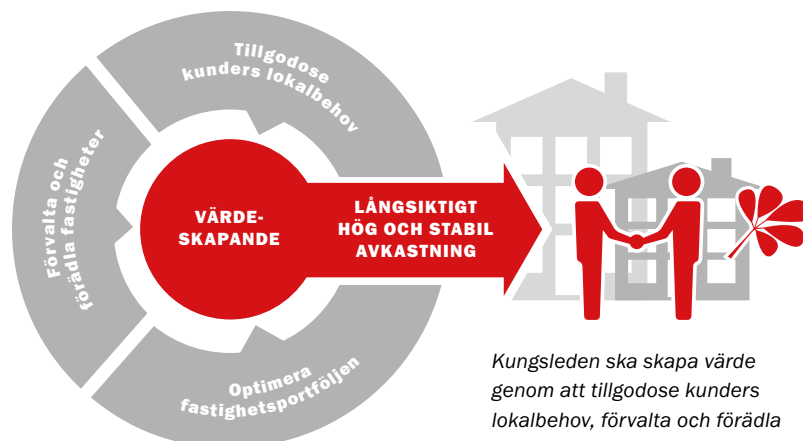 Tillgodose
kunders lokalbehov
Förvalta och
förädla fastigheter
VÄRDE-
SKAPANDE
LÅNGSIKTIGT
HÖG OCH STABIL
AVKASTNING
Optimera
fastighetsportföljen
Kungsleden ska skapa värde
genom att tillgodose kunders
lokalbehov, förvalta och förädla